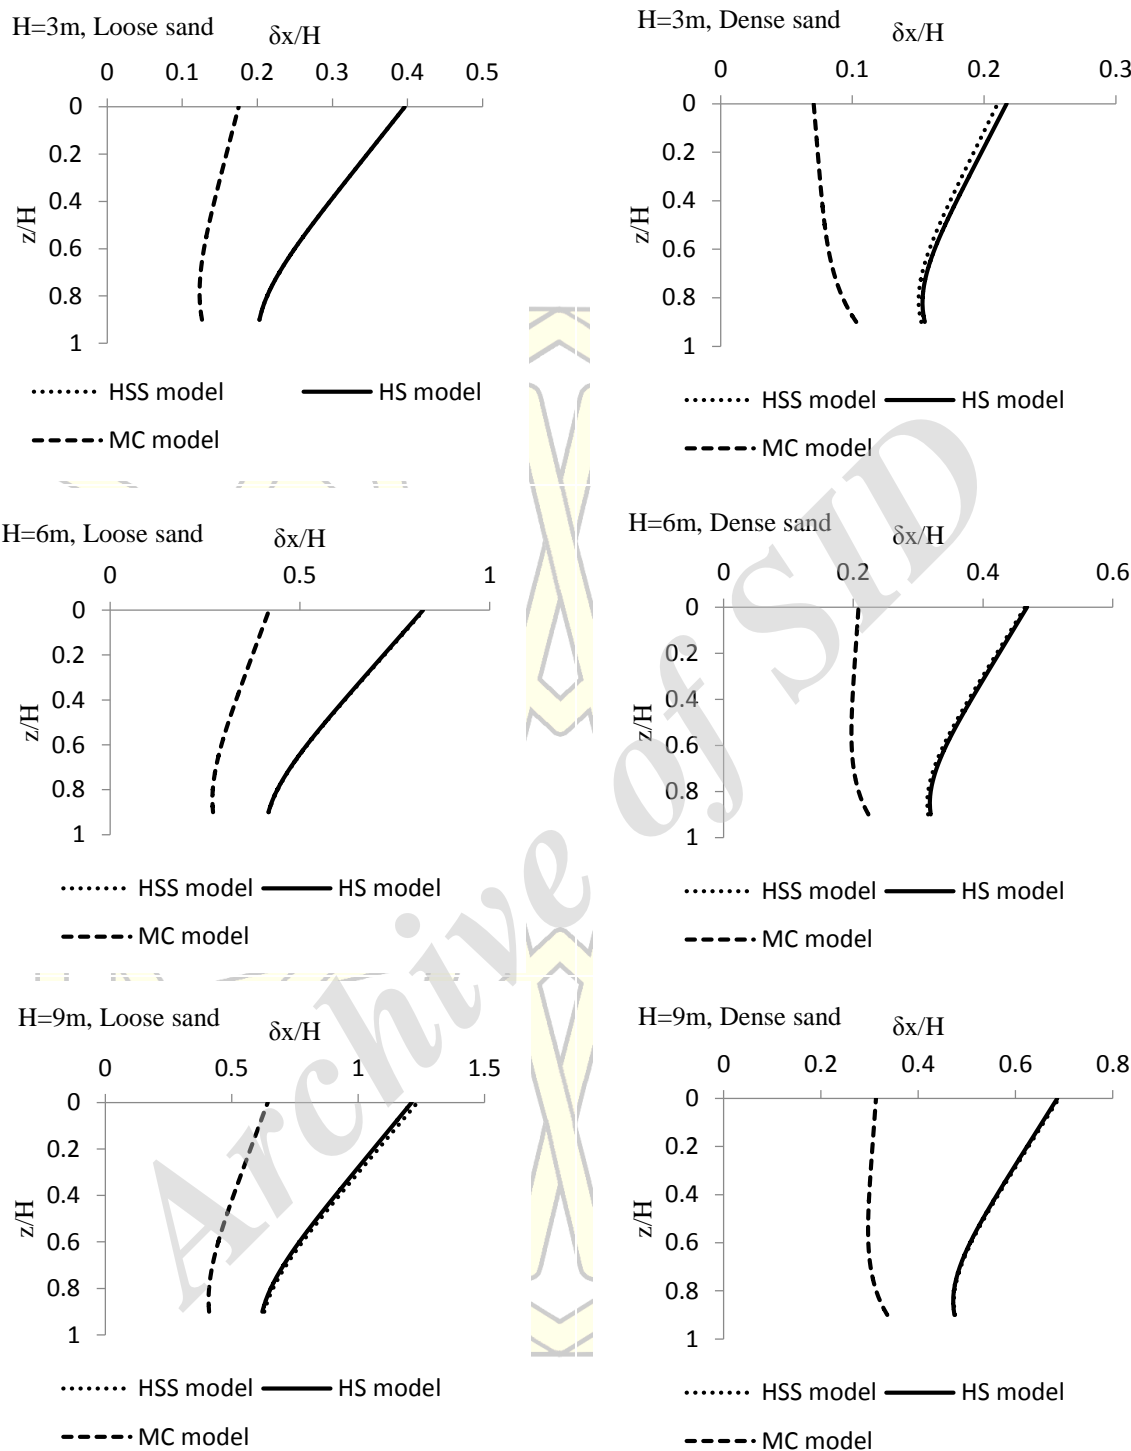 H=3m, Loose sand
δx/H
0 0.1 0.2 0.3 0.4 0.5
0
0.2
0.4
0.6
0.8
1
z/H
HSS model HS model
MC model
H=3m, Dense sand
δx/H
0 0.1 0.2 0.3
0
0.2
0.4
0.6
0.8
1
z/H
HSS model HS model
MC model
H=6m, Loose sand
δx/H
0 0.5 1
0
0.2
0.4
0.6
0.8
1
z/H
HSS model HS model
MC model
H=6m, Dense sand
δx/H
0 0.2 0.4 0.6
0
0.2
0.4
0.6
0.8
1
z/H
HSS model HS model
MC model
H=9m, Loose sand
δx/H
0 0.5 1 1.5
0
0.2
0.4
0.6
0.8
1
z/H
HSS model HS model
MC model
H=9m, Dense sand
δx/H
0 0.2 0.4 0.6 0.8
0
0.2
0.4
0.6
0.8
1
z/H
HSS model HS model
MC model
Archive of SID